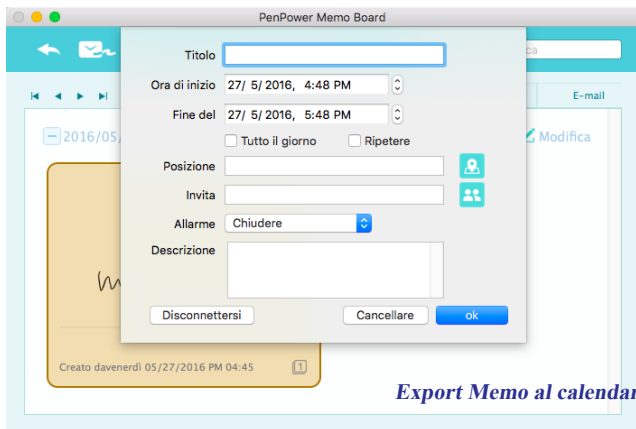 PenPower Memo Board
Titolo
Ora di inizio 27/ 5/2016, 4:48 PM
E-mail
Fine del 27/ 5/2016, 5:48 PM
Tutto il giorno Ripetere
2016/05
Modifica
Posizione
Invita
Allarme Chiudere
Descrizione
Disconnettersi Cancellare ok
Creato davenerdì 05/27/2016 PM 04:45 1
Export Memo al calendar